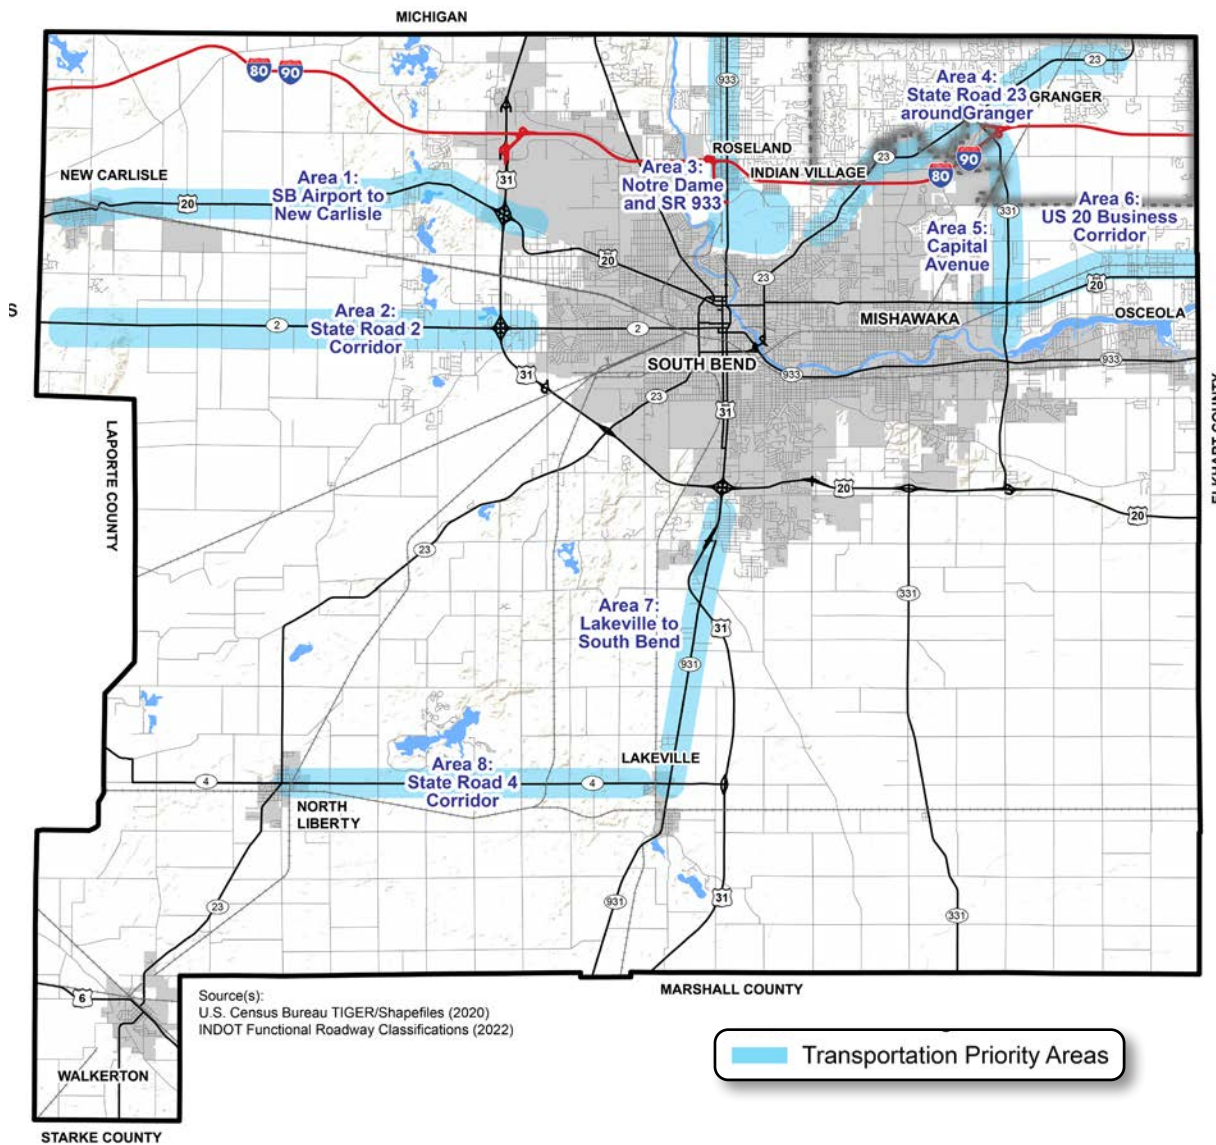 MICHIGAN
80 90
23
933
Area 4:
State Road 23
around Granger
GRANGER
ROSELAND
23
90
80
INDIAN VILLAGE
NEW CARLISLE
Area 1:
SB Airport to
New Carlisle
31
Area 3:
Notre Dame
and SR 933
20
331
Area 6:
US 20 Business
Corridor
Area 5:
Capital
Avenue
20
23
20
S
Area 2:
State Road 2
Corridor
2
2
MISHAWAKA
OSCEOLA
SOUTH BEND
933
933
31
23
31
LAPORTE COUNTY
ELKHART COUNTY
20
20
23
331
Area 7:
Lakeville to
South Bend
31
931
LAKEVILLE
Area 8:
State Road 4
Corridor
4
4
NORTH
LIBERTY
23
931
31
331
6
WALKERTON
MARSHALL COUNTY
Source(s):
U.S. Census Bureau TIGER/Shapefiles (2020)
INDOT Functional Roadway Classifications (2022)
Transportation Priority Areas
STARKE COUNTY